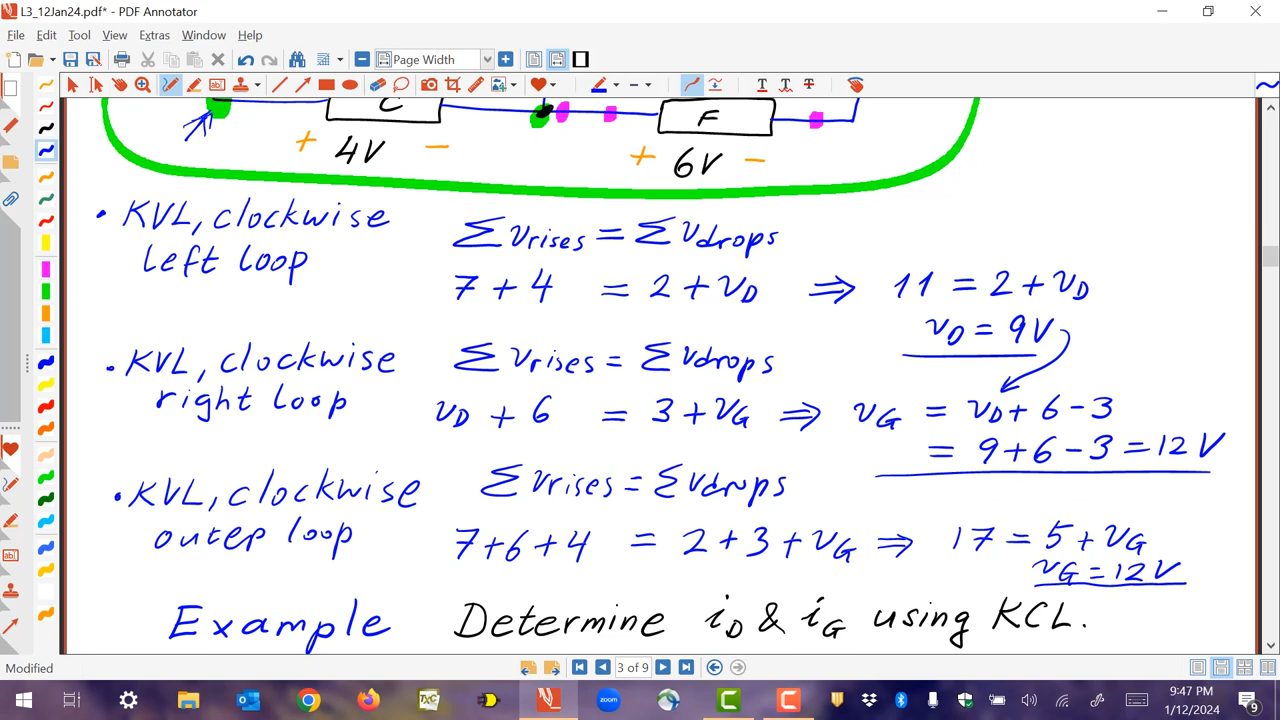 L3_12Jan24.pdf* - PDF Annotator
File Edit Tool View Extras Window Help
Page Width
C F
+ 4V − + 6V −
• KVL, clockwise left loop
Σ Vrises = Σ Vdrops
7 + 4 = 2 + VD ⇒ 11 = 2 + VD
VD = 9V
• KVL, clockwise right loop
Σ Vrises = Σ Vdrops
VD + 6 = 3 + VG ⇒ VG = VD + 6 − 3
= 9 + 6 − 3 = 12 V
• KVL, clockwise outer loop
Σ Vrises = Σ Vdrops
7 + 6 + 4 = 2 + 3 + VG ⇒ 17 = 5 + VG
VG = 12V
Example Determine iD & iG using KCL.
Modified
3 of 9
9:47 PM
1/12/2024
9